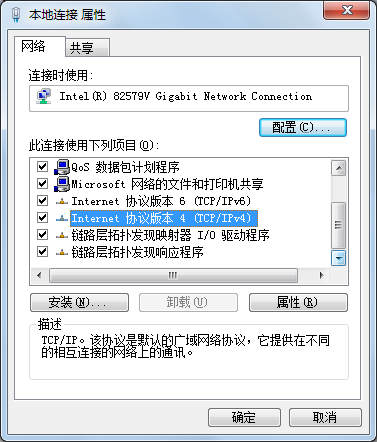 本地连接 属性
网络
共享
连接时使用:
Intel(R) 82579V Gigabit Network Connection
配置(C)...
此连接使用下列项目(O):
QoS 数据包计划程序
Microsoft 网络的文件和打印机共享
Internet 协议版本 6 (TCP/IPv6)
Internet 协议版本 4 (TCP/IPv4)
链路层拓扑发现映射器 I/O 驱动程序
链路层拓扑发现响应程序
安装(N)...
卸载(U)
属性(R)
描述
TCP/IP。该协议是默认的广域网络协议，它提供在不同
的相互连接的网络上的通讯。
确定
取消